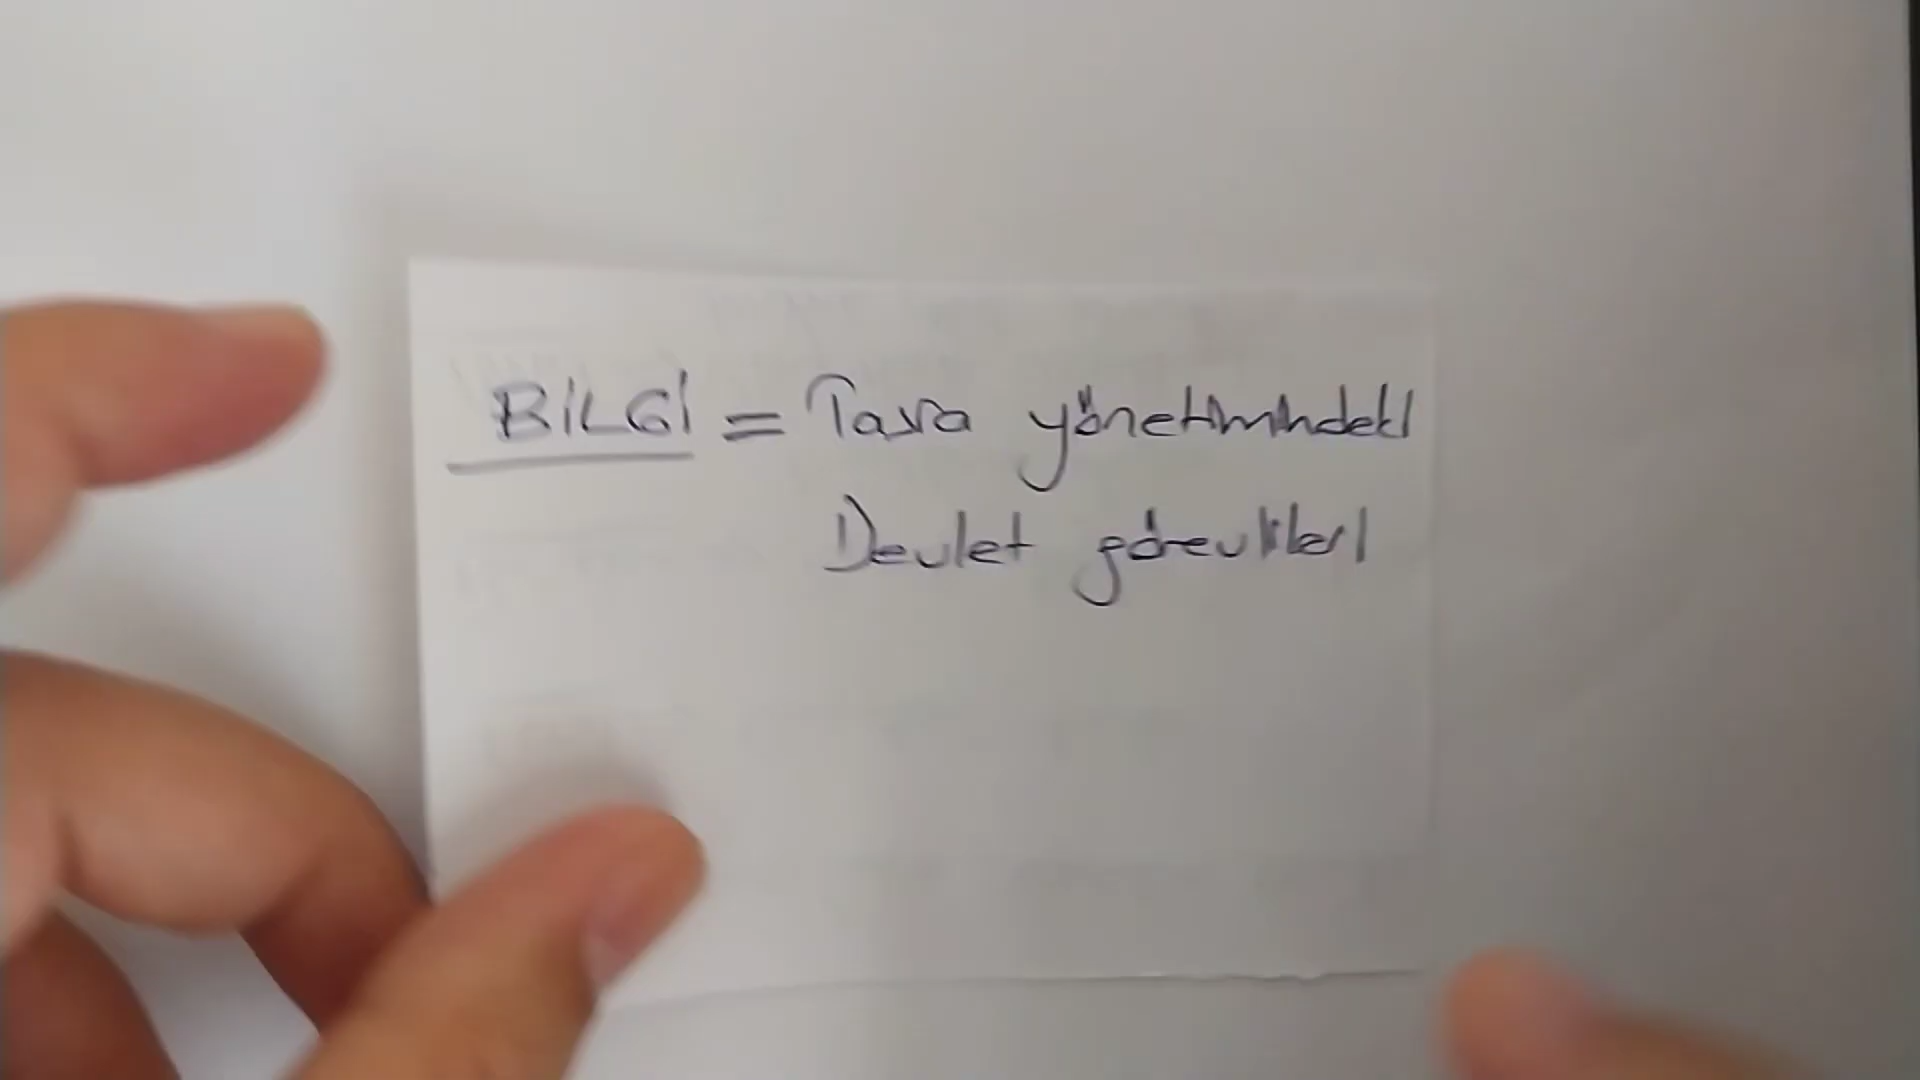 BİLGİ = Taşra yönetimindeki
Devlet görevlileri